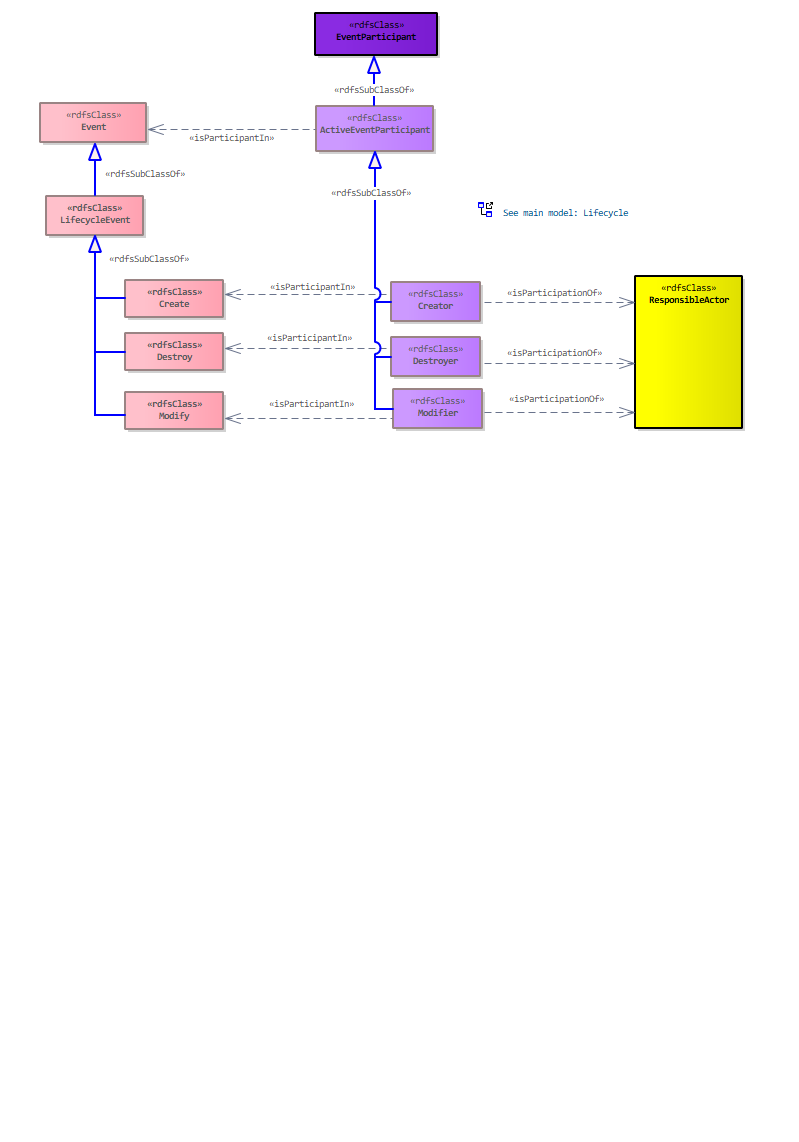 «rdfsClass»
EventParticipant
«rdfsSubClassOf»
«rdfsClass»
Event
«isParticipantIn»
«rdfsClass»
ActiveEventParticipant
«rdfsSubClassOf»
«rdfsSubClassOf»
«rdfsClass»
LifecycleEvent
See main model: Lifecycle
«rdfsSubClassOf»
«rdfsClass»
Create
«isParticipantIn»
«rdfsClass»
Creator
«isParticipationOf»
«rdfsClass»
ResponsibleActor
«rdfsClass»
Destroy
«isParticipantIn»
«rdfsClass»
Destroyer
«isParticipationOf»
«rdfsClass»
Modify
«isParticipantIn»
«rdfsClass»
Modifier
«isParticipationOf»